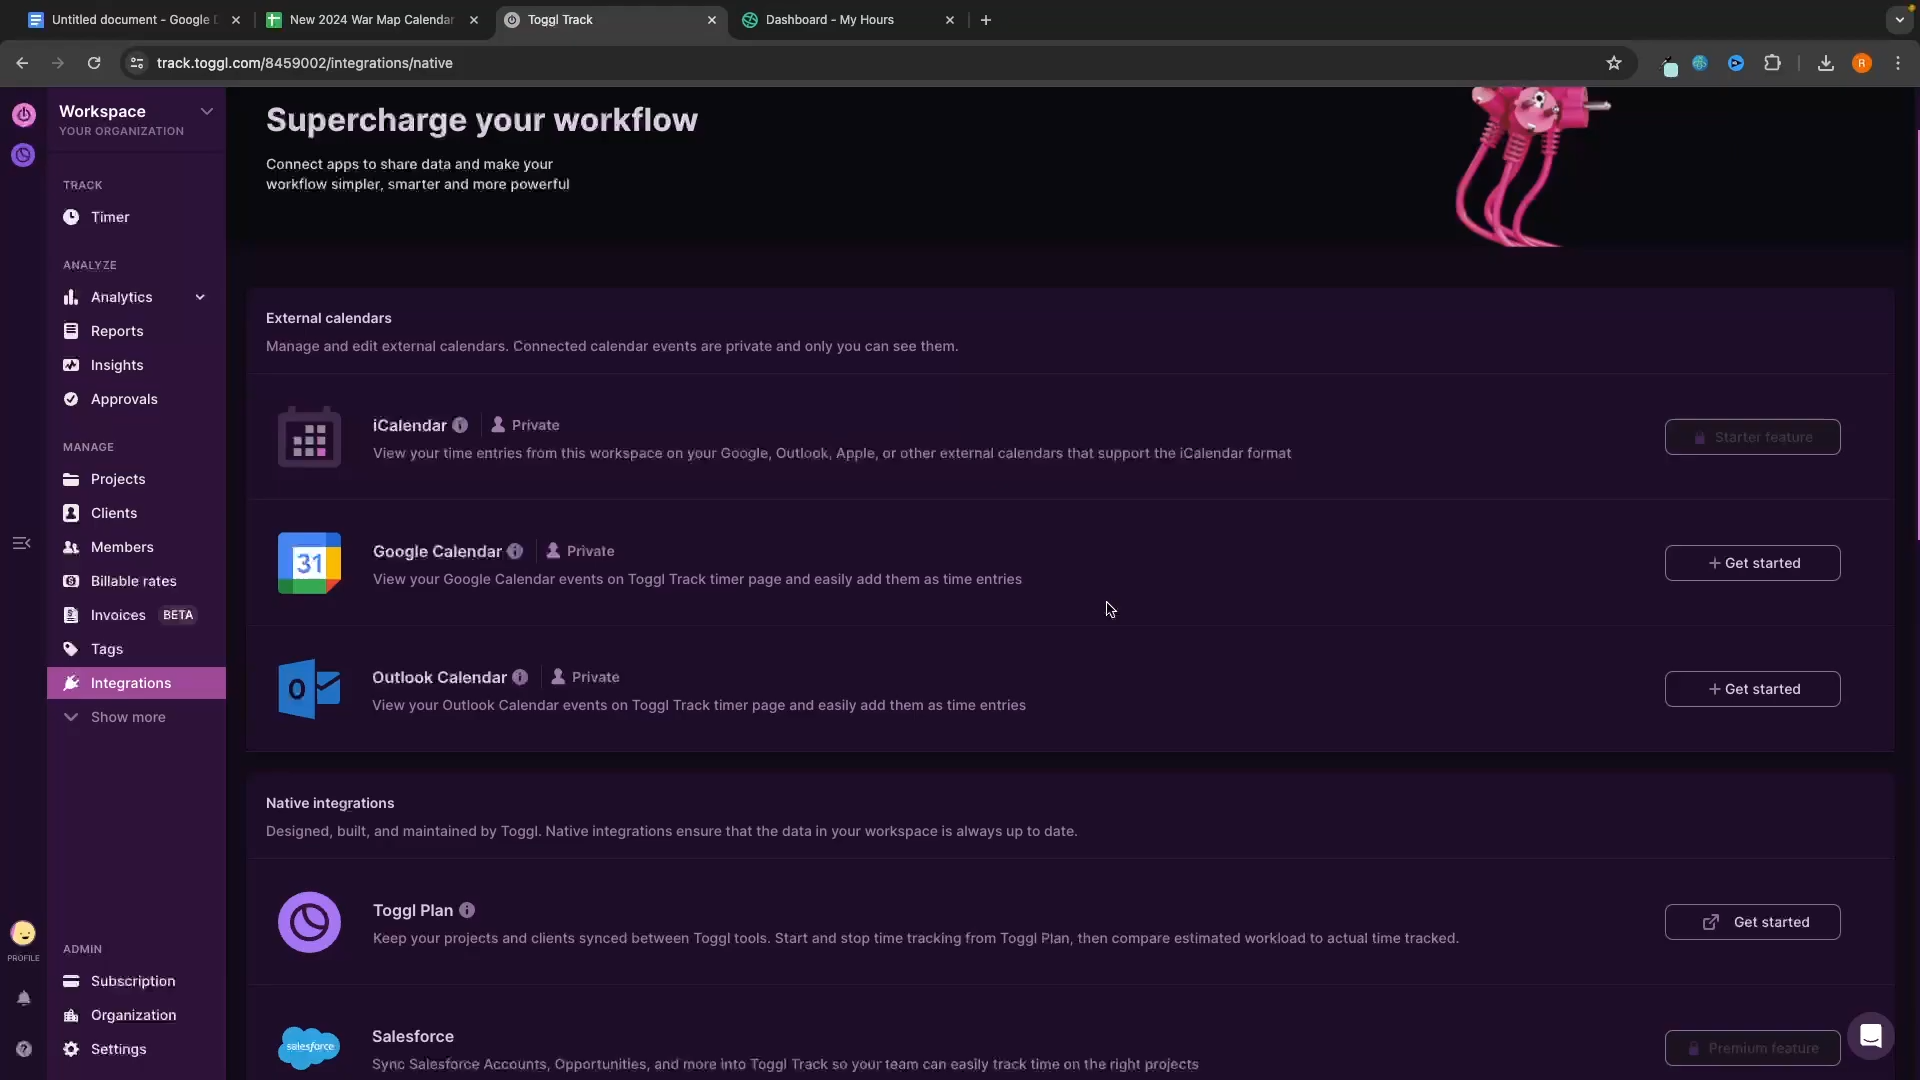 Untitled document - Google D
New 2024 War Map Calendar
Toggl Track
Dashboard - My Hours
track.toggl.com/8459002/integrations/native
R
Workspace
YOUR ORGANIZATION
TRACK
Timer
ANALYZE
Analytics
Reports
Insights
Approvals
MANAGE
Projects
Clients
Members
Billable rates
Invoices BETA
Tags
Integrations
Show more
PROFILE
ADMIN
Subscription
Organization
Settings
Supercharge your workflow
Connect apps to share data and make your
workflow simpler, smarter and more powerful
External calendars
Manage and edit external calendars. Connected calendar events are private and only you can see them.
iCalendar Private
View your time entries from this workspace on your Google, Outlook, Apple, or other external calendars that support the iCalendar format
Starter feature
31
Google Calendar Private
View your Google Calendar events on Toggl Track timer page and easily add them as time entries
+ Get started
Outlook Calendar Private
View your Outlook Calendar events on Toggl Track timer page and easily add them as time entries
+ Get started
Native integrations
Designed, built, and maintained by Toggl. Native integrations ensure that the data in your workspace is always up to date.
Toggl Plan
Keep your projects and clients synced between Toggl tools. Start and stop time tracking from Toggl Plan, then compare estimated workload to actual time tracked.
Get started
salesforce
Salesforce
Sync Salesforce Accounts, Opportunities, and more into Toggl Track so your team can easily track time on the right projects
Premium feature